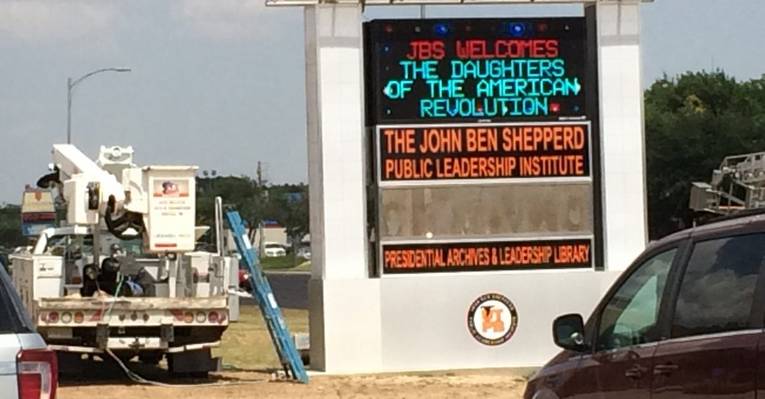 JBS WELCOMES
THE DAUGHTERS
OF THE AMERICAN
REVOLUTION
THE JOHN BEN SHEPPERD
PUBLIC LEADERSHIP INSTITUTE
PRESIDENTIAL ARCHIVES & LEADERSHIP LIBRARY